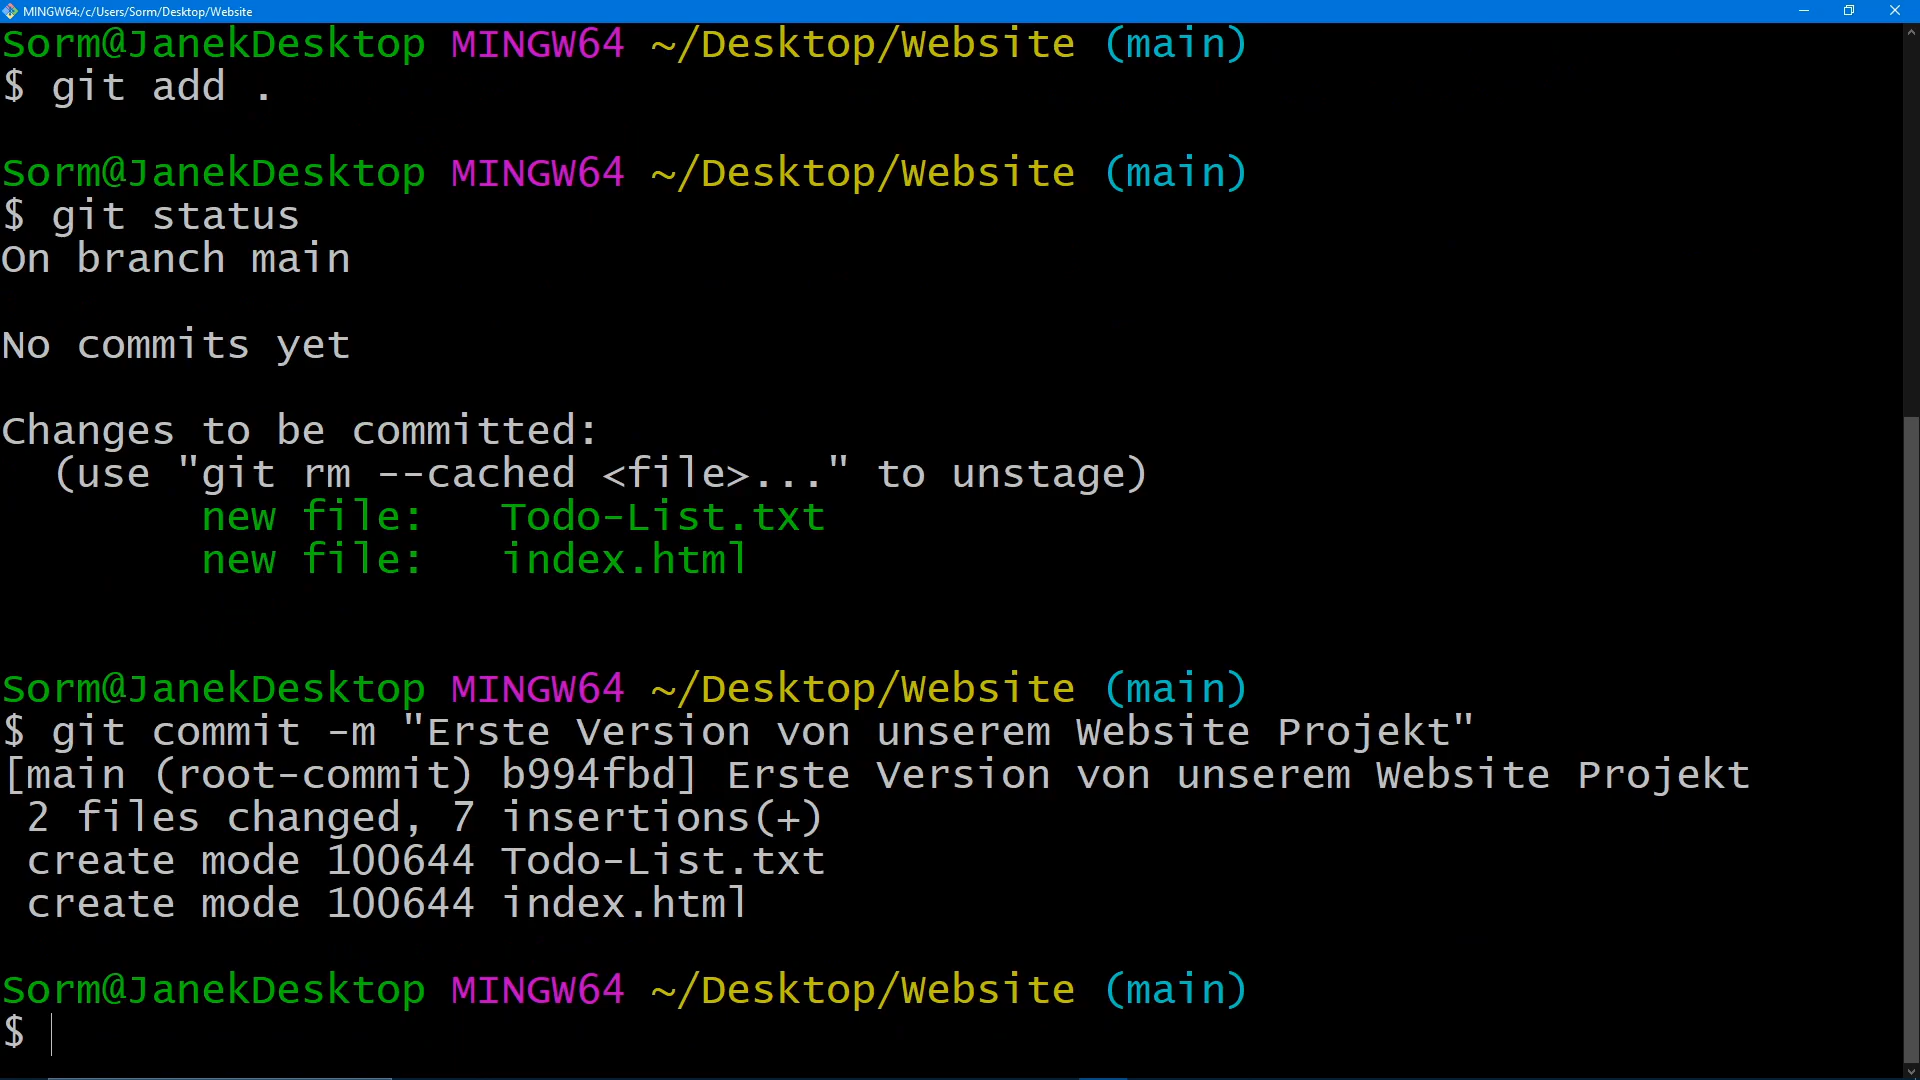 MINGW64:/c/Users/Sorm/Desktop/Website
Sorm@JanekDesktop MINGW64 ~/Desktop/Website (main)
$ git add .
Sorm@JanekDesktop MINGW64 ~/Desktop/Website (main)
$ git status
On branch main
No commits yet
Changes to be committed:
  (use "git rm --cached <file>..." to unstage)
        new file:   Todo-List.txt
        new file:   index.html
Sorm@JanekDesktop MINGW64 ~/Desktop/Website (main)
$ git commit -m "Erste Version von unserem Website Projekt"
[main (root-commit) b994fbd] Erste Version von unserem Website Projekt
 2 files changed, 7 insertions(+)
 create mode 100644 Todo-List.txt
 create mode 100644 index.html
Sorm@JanekDesktop MINGW64 ~/Desktop/Website (main)
$